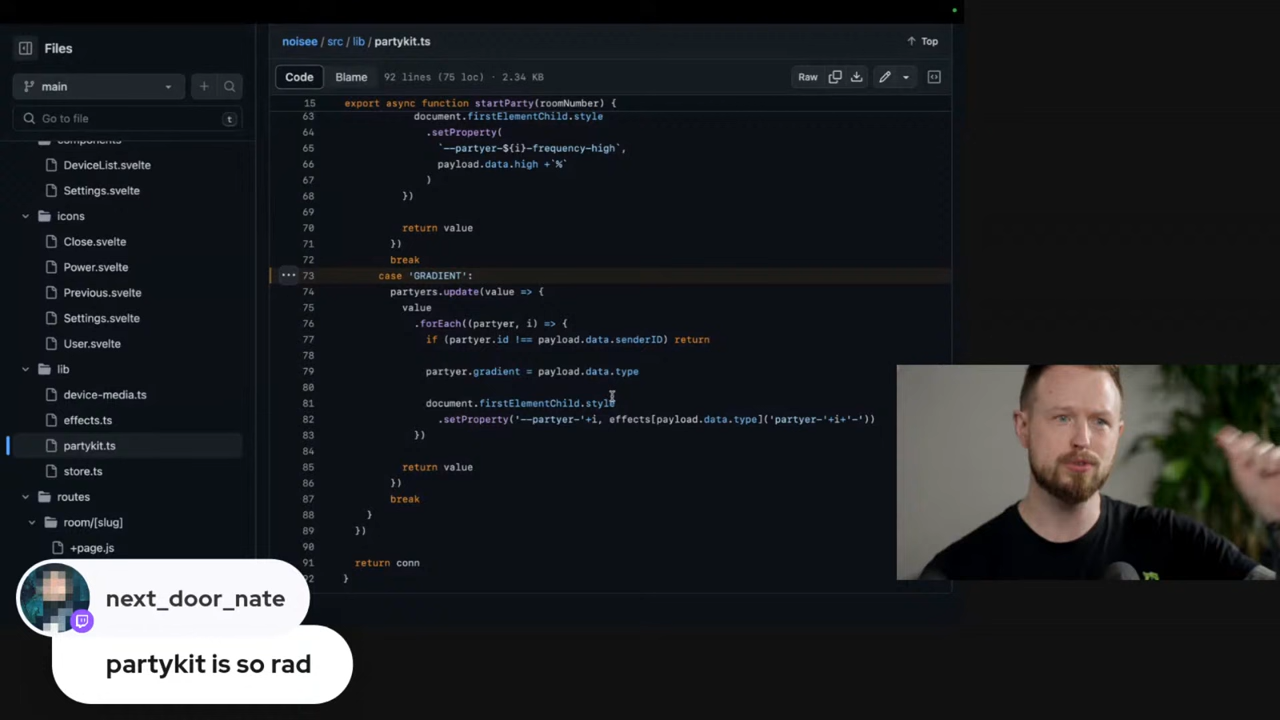 Files
main
Go to file
t
components
DeviceList.svelte
Settings.svelte
icons
Close.svelte
Power.svelte
Previous.svelte
Settings.svelte
User.svelte
lib
device-media.ts
effects.ts
partykit.ts
store.ts
routes
room/[slug]
+page.js
noisee / src / lib / partykit.ts
Top
Code
Blame
92 lines (75 loc) · 2.34 KB
Raw
15 export async function startParty(roomNumber) {
63 document.firstElementChild.style
64 .setProperty(
65 `--partyer-${i}-frequency-high`,
66 payload.data.high +`%`
67 )
68 })
69
70 return value
71 })
72 break
73 case 'GRADIENT':
74 partyers.update(value => {
75 value
76 .forEach((partyer, i) => {
77 if (partyer.id !== payload.data.senderID) return
78
79 partyer.gradient = payload.data.type
80
81 document.firstElementChild.style
82 .setProperty('--partyer-'+i, effects[payload.data.type]('partyer-'+i+'-'))
83 })
84
85 return value
86 })
87 break
88 }
89 })
90
91 return conn
92 }
next_door_nate
partykit is so rad